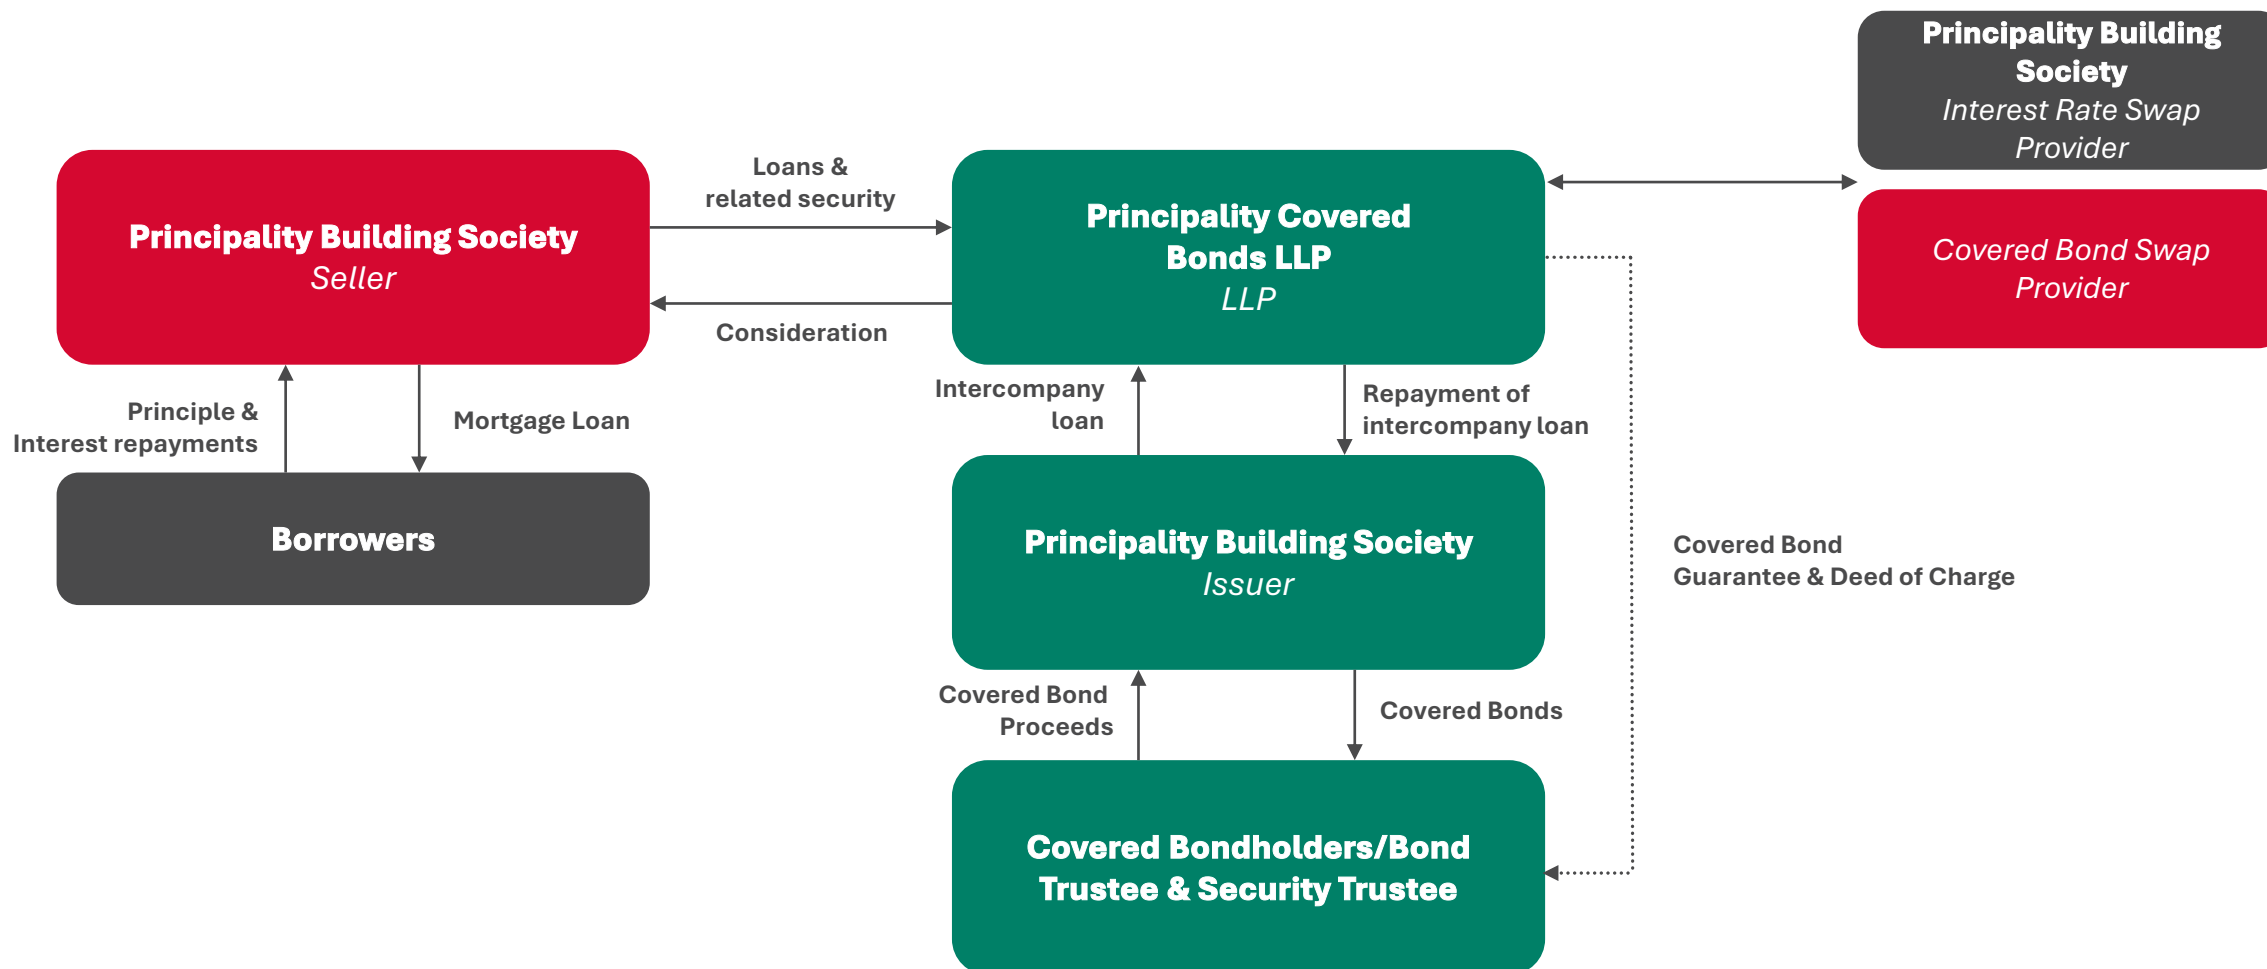 Principality Building
Society
Interest Rate Swap
Provider
Loans &
related security
Principality Building Society
Seller
Principality Covered
Bonds LLP
LLP
Covered Bond Swap
Provider
Consideration
Principle &
Interest repayments
Mortgage Loan
Intercompany
loan
Repayment of
intercompany loan
Borrowers
Principality Building Society
Issuer
Covered Bond
Guarantee & Deed of Charge
Covered Bond
Proceeds
Covered Bonds
Covered Bondholders/Bond
Trustee & Security Trustee